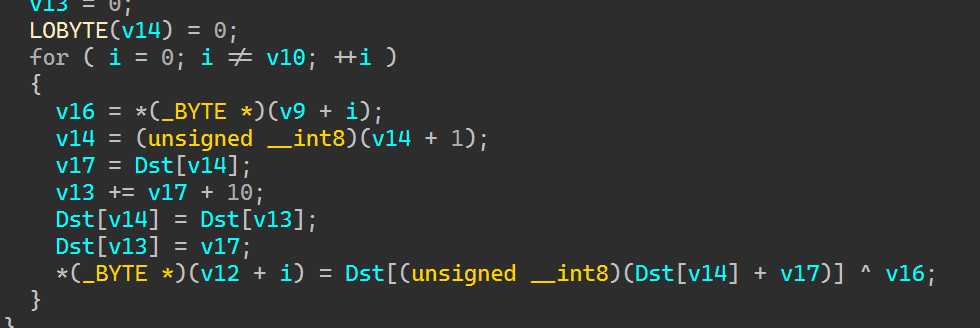 v13 = 0;
LOBYTE(v14) = 0;
for ( i = 0; i != v10; ++i )
{
v16 = *(_BYTE *)(v9 + i);
v14 = (unsigned __int8)(v14 + 1);
v17 = Dst[v14];
v13 += v17 + 10;
Dst[v14] = Dst[v13];
Dst[v13] = v17;
*(_BYTE *)(v12 + i) = Dst[(unsigned __int8)(Dst[v14] + v17)] ^ v16;
}
}